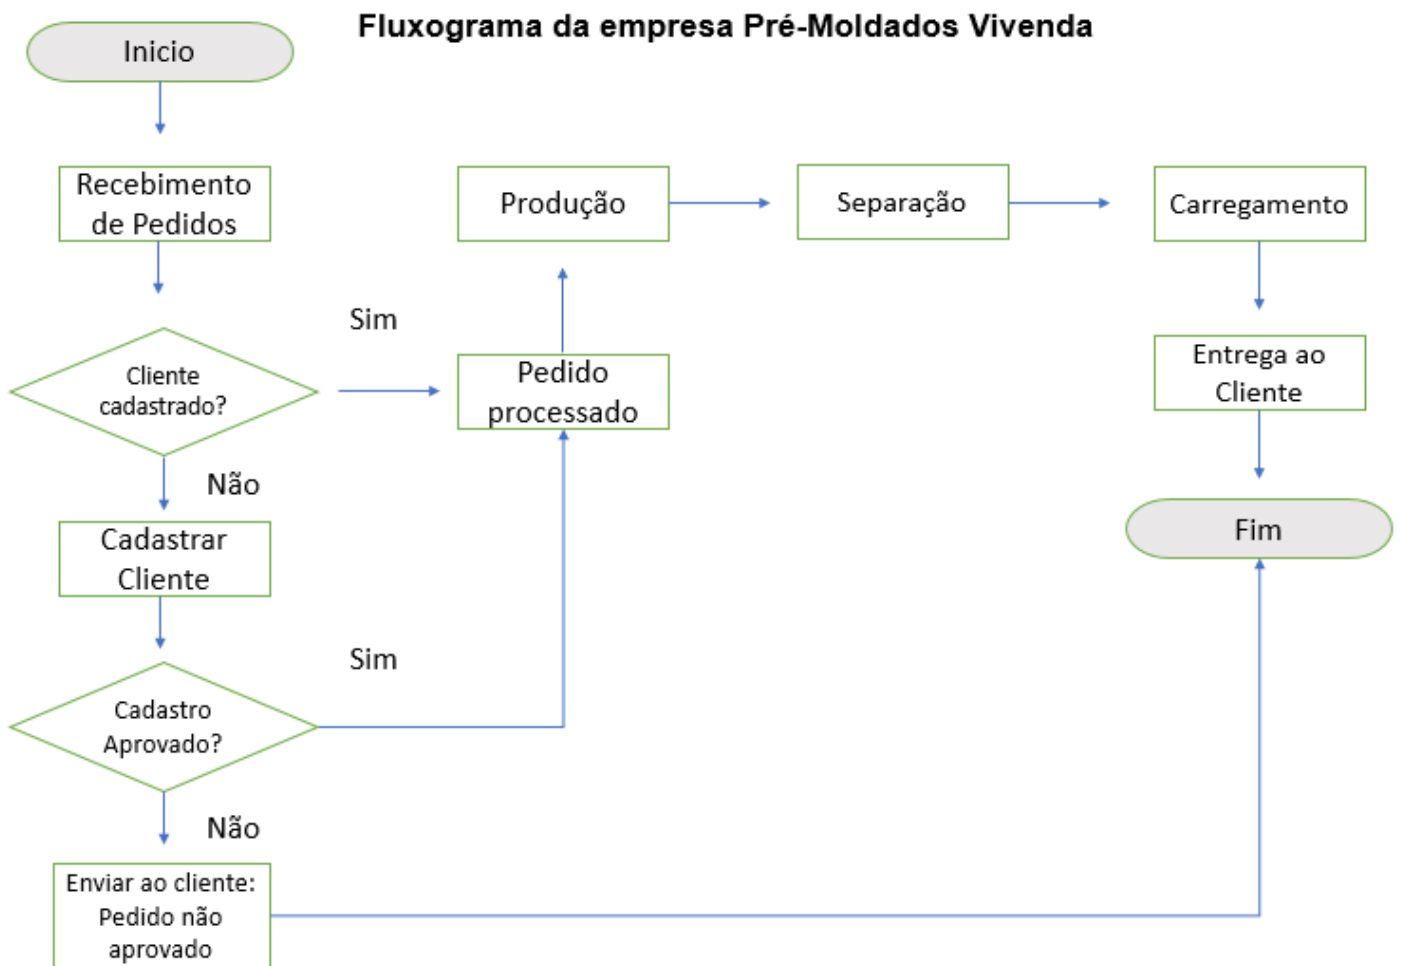 Fluxograma da empresa Pré-Moldados Vivenda
Inicio
Recebimento
de Pedidos
Produção
Separação
Carregamento
Sim
Cliente
cadastrado?
Pedido
processado
Entrega ao
Cliente
Não
Cadastrar
Cliente
Fim
Sim
Cadastro
Aprovado?
Não
Enviar ao cliente:
Pedido não
aprovado